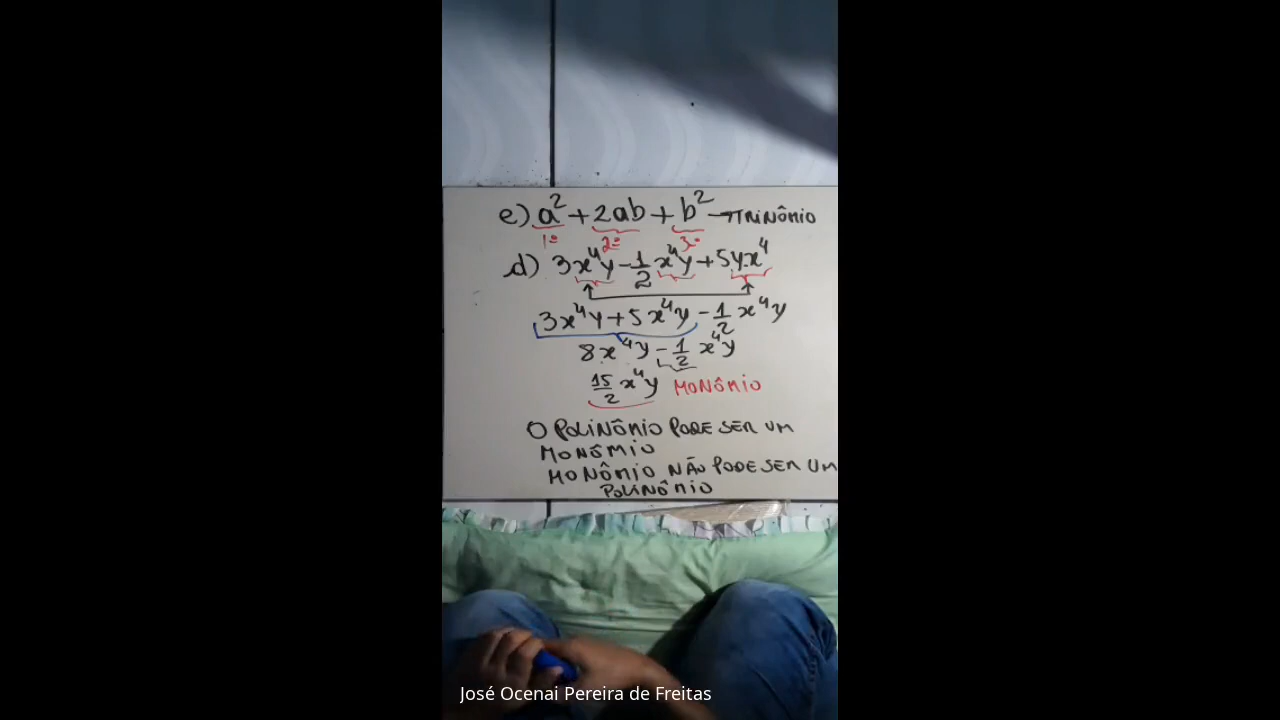 e) a² + 2ab + b² → TRINÔMIO
1º 2º 3º
d) 3x⁴y - 1/2 x⁴y + 5yx⁴
3x⁴y + 5x⁴y - 1/2 x⁴y
8x⁴y - 1/2 x⁴y
15/2 x⁴y MONÔMIO
O POLINÔMIO PODE SER UM
MONÔMIO
MONÔMIO NÃO PODE SER UM
POLINÔMIO
José Ocenai Pereira de Freitas